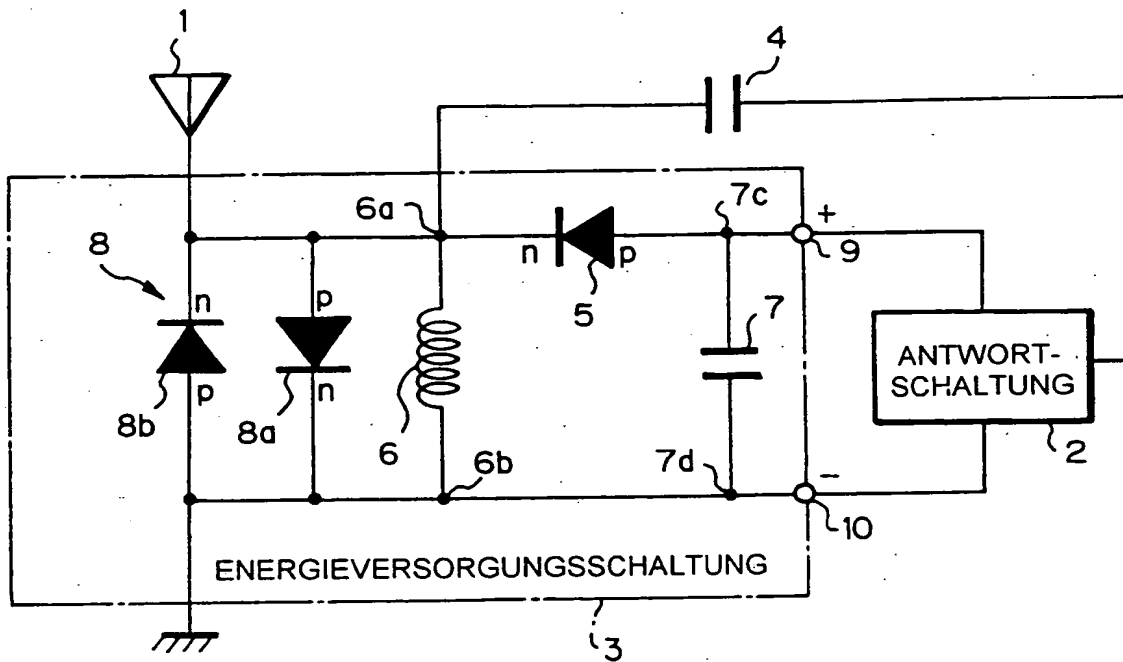 1
4
6a
7c
+
9
n
p
5
8
n
p
7
ANTWORT-
SCHALTUNG
p
n
8b
8a
6
6b
7d
−
2
10
ENERGIEVERSORGUNGSSCHALTUNG
3